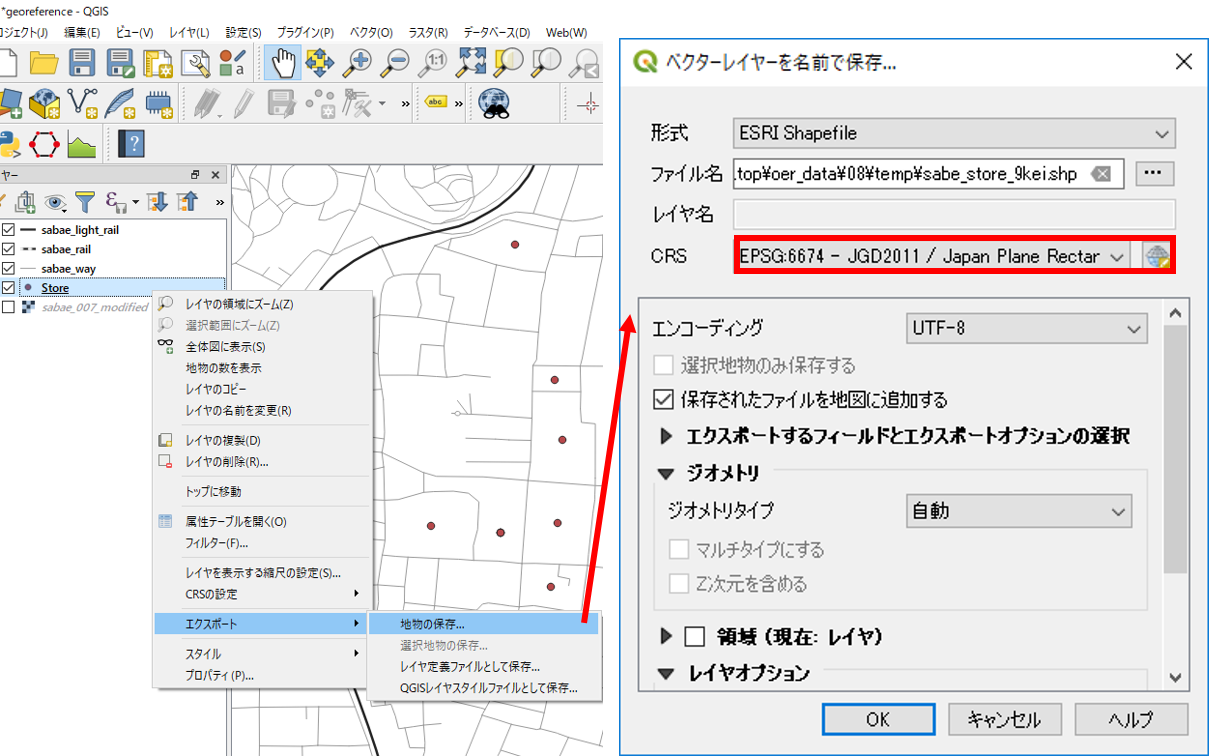 *georeference - QGIS
ロジェクト(J) 編集(E) ビュー(V) レイヤ(L) 設定(S) プラグイン(P) ベクタ(O) ラスタ(R) データベース(D) Web(W)
1:1
abc
ヤー
sabae_light_rail
sabae_rail
sabae_way
Store
sabae_007_modified
レイヤの領域にズーム(Z)
選択範囲にズーム(Z)
全体図に表示(S)
地物の数を表示
レイヤのコピー
レイヤの名前を変更(R)
レイヤの複製(D)
レイヤの削除(R)...
トップに移動
属性テーブルを開く(O)
フィルター(F)...
レイヤを表示する縮尺の設定(S)...
CRSの設定
エクスポート
スタイル
プロパティ(P)...
地物の保存...
選択地物の保存...
レイヤ定義ファイルとして保存...
QGISレイヤスタイルファイルとして保存...
ベクターレイヤーを名前で保存...
形式 ESRI Shapefile
ファイル名 .top¥oer_data¥08¥temp¥sabe_store_9kei.shp ...
レイヤ名
CRS EPSG:6674 - JGD2011 / Japan Plane Rectar
エンコーディング UTF-8
選択地物のみ保存する
保存されたファイルを地図に追加する
エクスポートするフィールドとエクスポートオプションの選択
ジオメトリ
ジオメトリタイプ 自動
マルチタイプにする
Z次元を含める
領域 (現在: レイヤ)
レイヤオプション
OK キャンセル ヘルプ